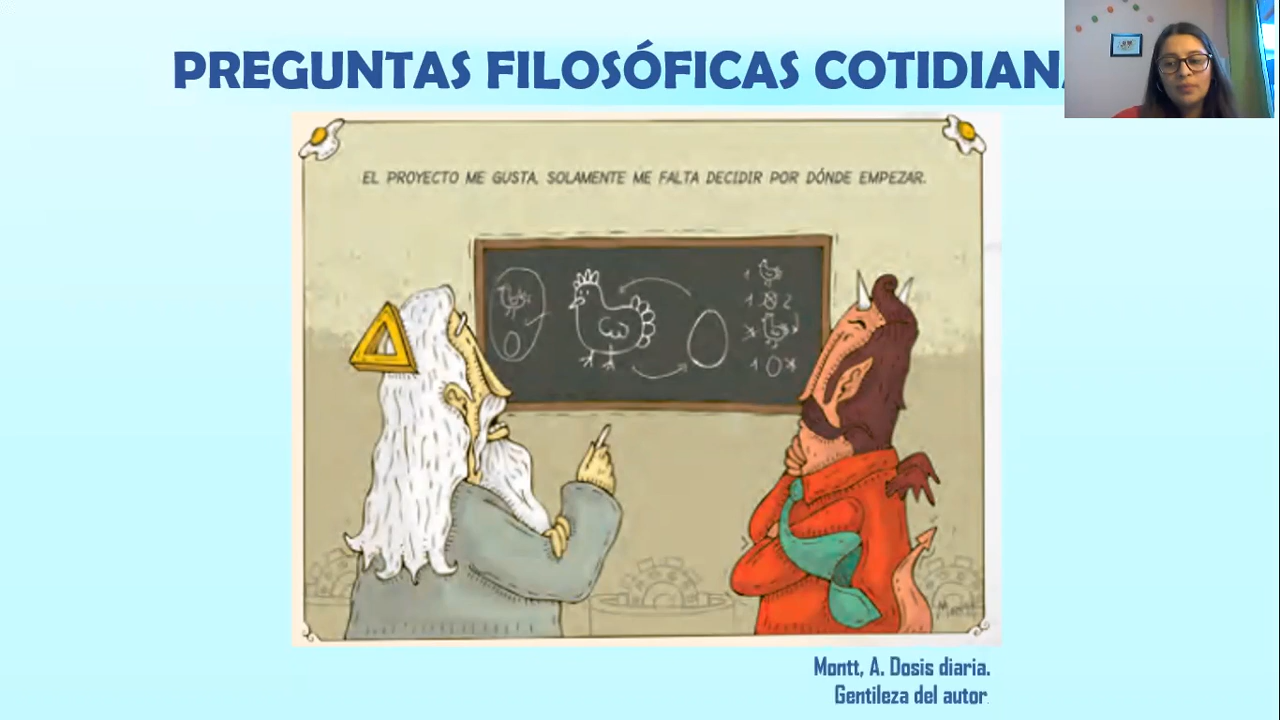 PREGUNTAS FILOSÓFICAS COTIDIANA
EL PROYECTO ME GUSTA, SOLAMENTE ME FALTA DECIDIR POR DÓNDE EMPEZAR.
Montt, A. Dosis diaria.
Gentileza del autor.